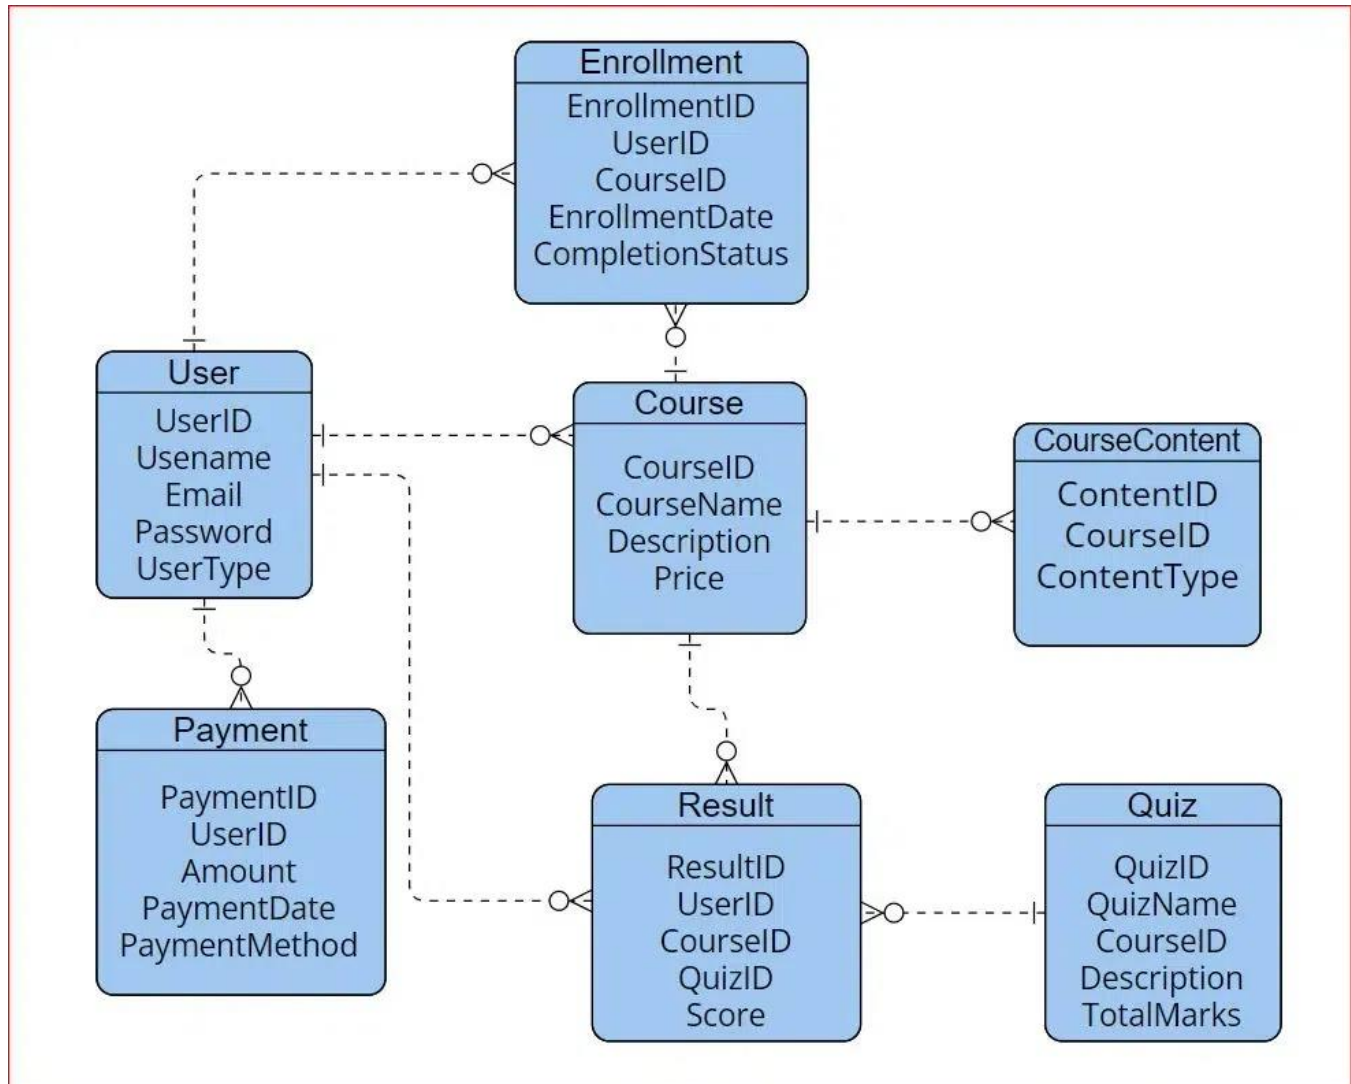 Enrollment
EnrollmentID
UserID
CourseID
EnrollmentDate
CompletionStatus
User
UserID
Usename
Email
Password
UserType
Course
CourseID
CourseName
Description
Price
CourseContent
ContentID
CourseID
ContentType
Payment
PaymentID
UserID
Amount
PaymentDate
PaymentMethod
Result
ResultID
UserID
CourseID
QuizID
Score
Quiz
QuizID
QuizName
CourseID
Description
TotalMarks